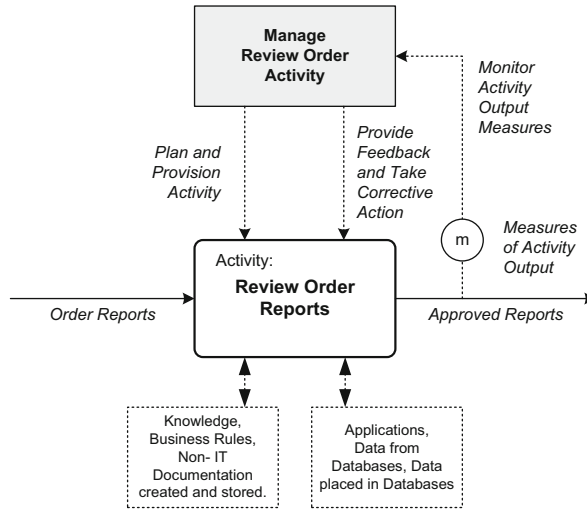 Manage
Review Order
Activity
Monitor
Activity
Output
Measures
Plan and
Provision
Activity
Provide
Feedback
and Take
Corrective
Action
m
Measures
of Activity
Output
Activity:
Review Order
Reports
Order Reports
Approved Reports
Knowledge,
Business Rules,
Non- IT
Documentation
created and stored.
Applications,
Data from
Databases, Data
placed in Databases